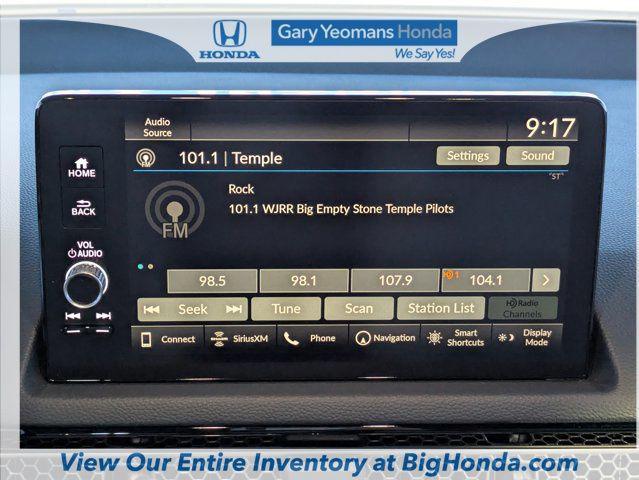 HONDA
Gary Yeomans Honda
We Say Yes!
Audio
Source
9:17
101.1 | Temple
Settings
Sound
"ST"
HOME
BACK
VOL
AUDIO
FM
Rock
101.1 WJRR Big Empty Stone Temple Pilots
98.5
98.1
107.9
1
104.1
Seek
Tune
Scan
Station List
HD Radio
Channels
Connect
SiriusXM
Phone
Navigation
Smart
Shortcuts
Display
Mode
View Our Entire Inventory at BigHonda.com